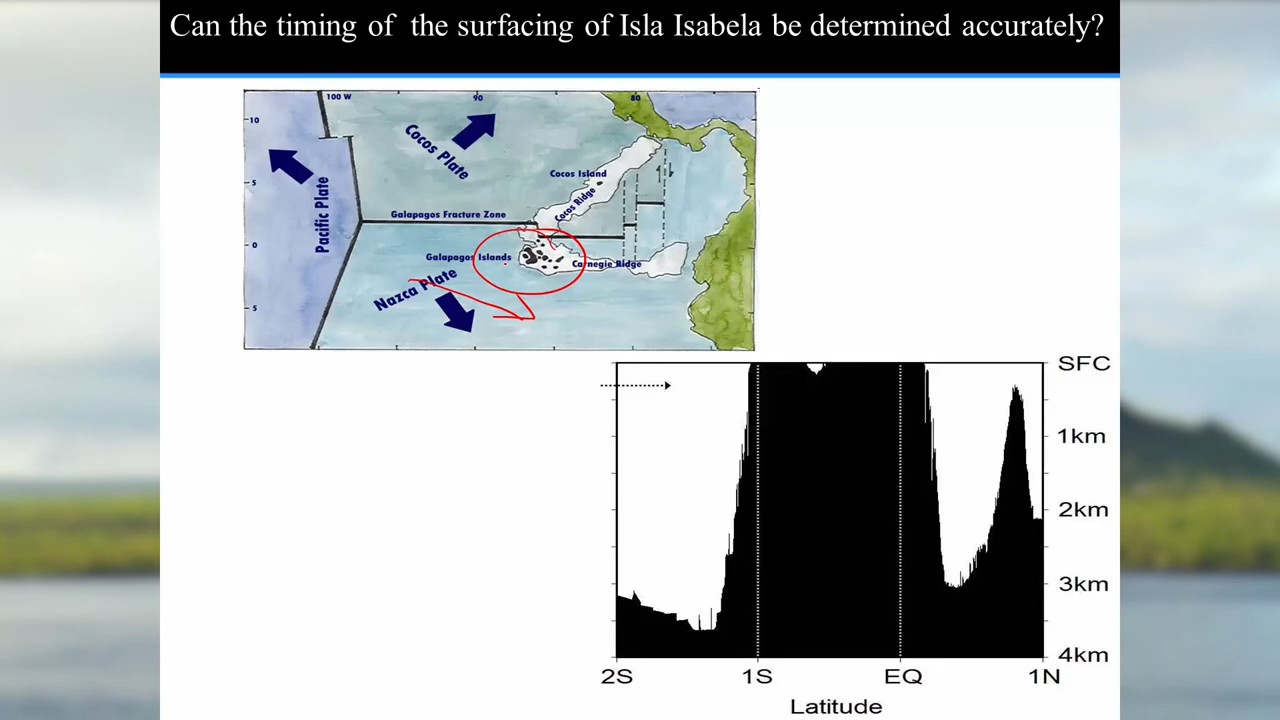 Can the timing of the surfacing of Isla Isabela be determined accurately?
100 W 90 80
10
5
0
5
Cocos Plate
Pacific Plate
Cocos Island
Cocos Ridge
Galapagos Fracture Zone
Galapagos Islands
Carnegie Ridge
Nazca Plate
SFC
1km
2km
3km
4km
2S 1S EQ 1N
Latitude